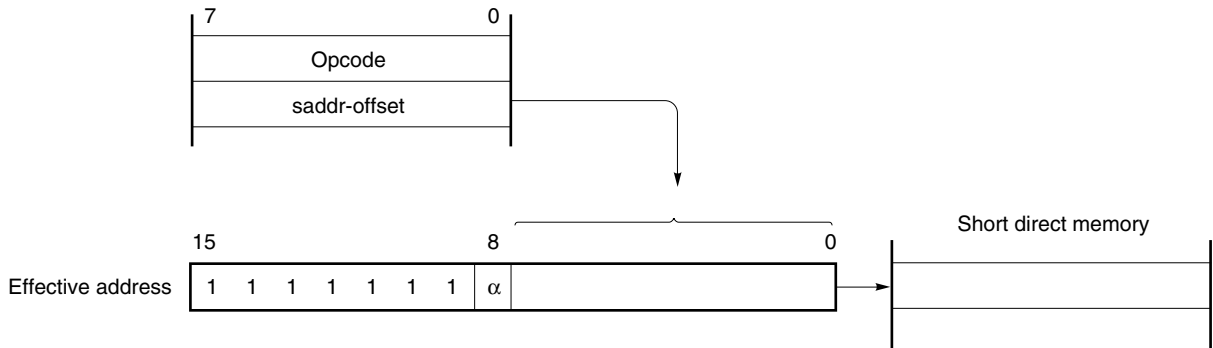 7 0
Opcode
saddr-offset
15 8 0
Short direct memory
Effective address 1 1 1 1 1 1 1 α